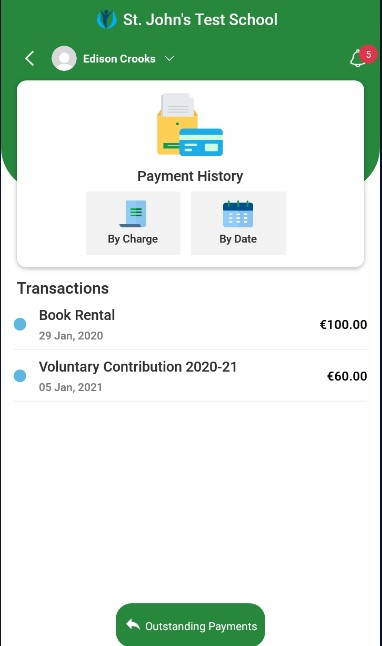 St. John's Test School
Edison Crooks
5
Payment History
By Charge
By Date
Transactions
Book Rental
29 Jan, 2020
€100.00
Voluntary Contribution 2020-21
05 Jan, 2021
€60.00
Outstanding Payments